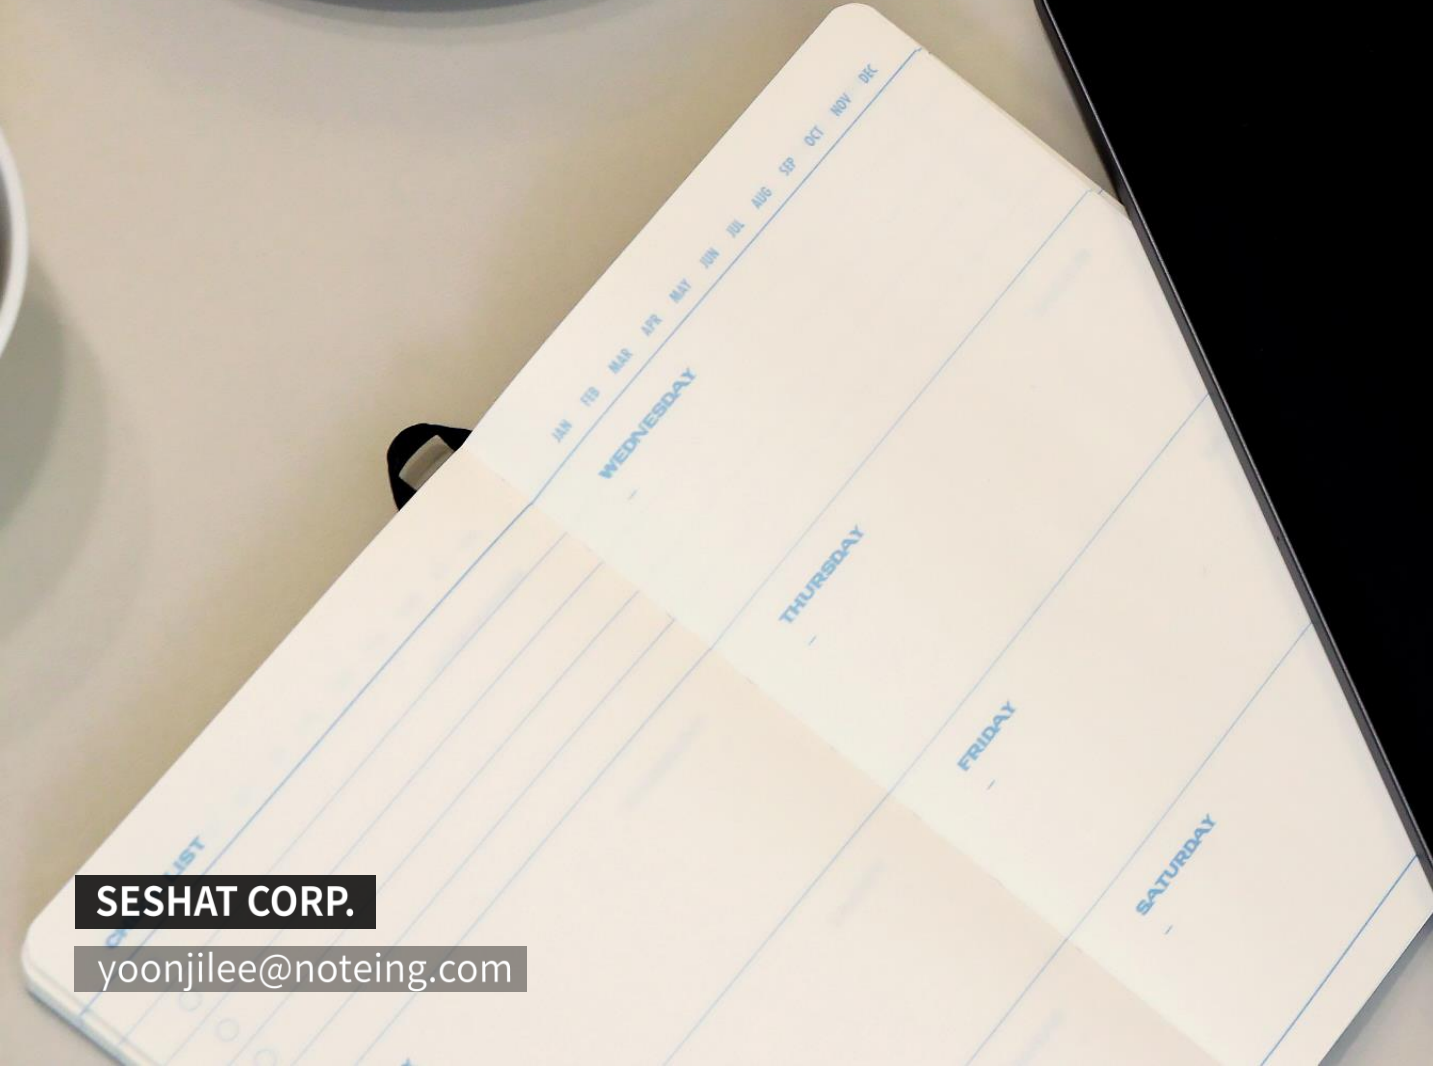 JAN FEB MAR APR MAY JUN JUL AUG SEP OCT NOV DEC
WEDNESDAY
THURSDAY
FRIDAY
SATURDAY
SESHAT CORP.
yoonjilee@noteing.com